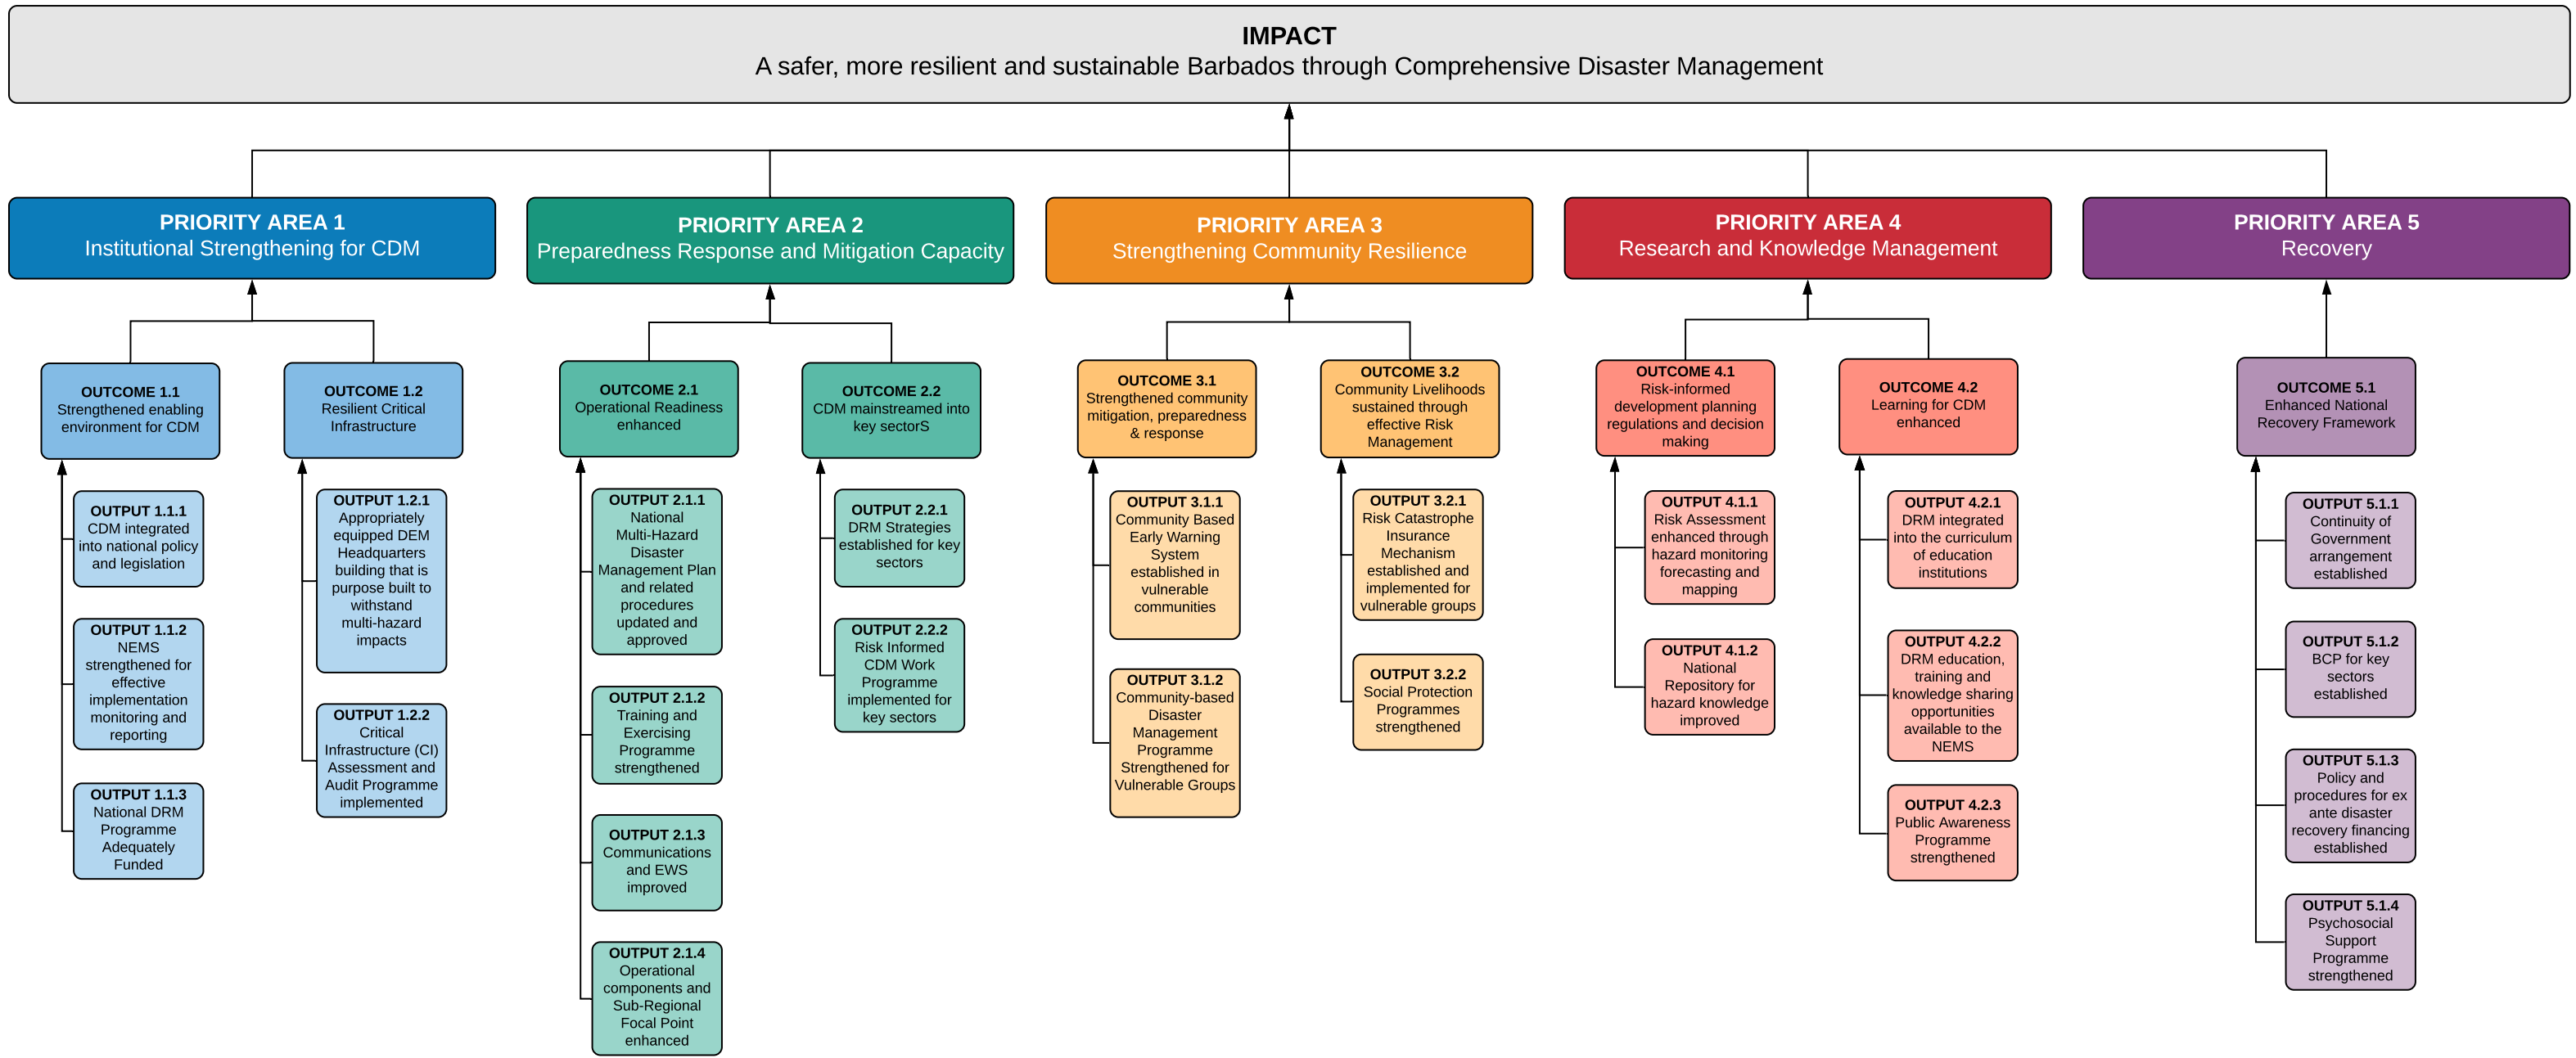 IMPACT
A safer, more resilient and sustainable Barbados through Comprehensive Disaster Management
PRIORITY AREA 1
Institutional Strengthening for CDM
OUTCOME 1.1
Strengthened enabling
environment for CDM
OUTPUT 1.1.1
CDM integrated
into national policy
and legislation
OUTPUT 1.1.2
NEMS
strengthened for
effective
implementation
monitoring and
reporting
OUTPUT 1.1.3
National DRM
Programme
Adequately
Funded
OUTCOME 1.2
Resilient Critical
Infrastructure
OUTPUT 1.2.1
Appropriately
equipped DEM
Headquarters
building that is
purpose built to
withstand
multi-hazard
impacts
OUTPUT 1.2.2
Critical
Infrastructure (CI)
Assessment and
Audit Programme
implemented
PRIORITY AREA 2
Preparedness Response and Mitigation Capacity
OUTCOME 2.1
Operational Readiness
enhanced
OUTPUT 2.1.1
National
Multi-Hazard
Disaster
Management Plan
and related
procedures
updated and
approved
OUTPUT 2.1.2
Training and
Exercising
Programme
strengthened
OUTPUT 2.1.3
Communications
and EWS
improved
OUTPUT 2.1.4
Operational
components and
Sub-Regional
Focal Point
enhanced
OUTCOME 2.2
CDM mainstreamed into
key sectorS
OUTPUT 2.2.1
DRM Strategies
established for key
sectors
OUTPUT 2.2.2
Risk Informed
CDM Work
Programme
implemented for
key sectors
PRIORITY AREA 3
Strengthening Community Resilience
OUTCOME 3.1
Strengthened community
mitigation, preparedness
& response
OUTPUT 3.1.1
Community Based
Early Warning
System
established in
vulnerable
communities
OUTPUT 3.1.2
Community-based
Disaster
Management
Programme
Strengthened for
Vulnerable Groups
OUTCOME 3.2
Community Livelihoods
sustained through
effective Risk
Management
OUTPUT 3.2.1
Risk Catastrophe
Insurance
Mechanism
established and
implemented for
vulnerable groups
OUTPUT 3.2.2
Social Protection
Programmes
strengthened
PRIORITY AREA 4
Research and Knowledge Management
OUTCOME 4.1
Risk-informed
development planning
regulations and decision
making
OUTPUT 4.1.1
Risk Assessment
enhanced through
hazard monitoring
forecasting and
mapping
OUTPUT 4.1.2
National
Repository for
hazard knowledge
improved
OUTCOME 4.2
Learning for CDM
enhanced
OUTPUT 4.2.1
DRM integrated
into the curriculum
of education
institutions
OUTPUT 4.2.2
DRM education,
training and
knowledge sharing
opportunities
available to the
NEMS
OUTPUT 4.2.3
Public Awareness
Programme
strengthened
PRIORITY AREA 5
Recovery
OUTCOME 5.1
Enhanced National
Recovery Framework
OUTPUT 5.1.1
Continuity of
Government
arrangement
established
OUTPUT 5.1.2
BCP for key
sectors
established
OUTPUT 5.1.3
Policy and
procedures for ex
ante disaster
recovery financing
established
OUTPUT 5.1.4
Psychosocial
Support
Programme
strengthened